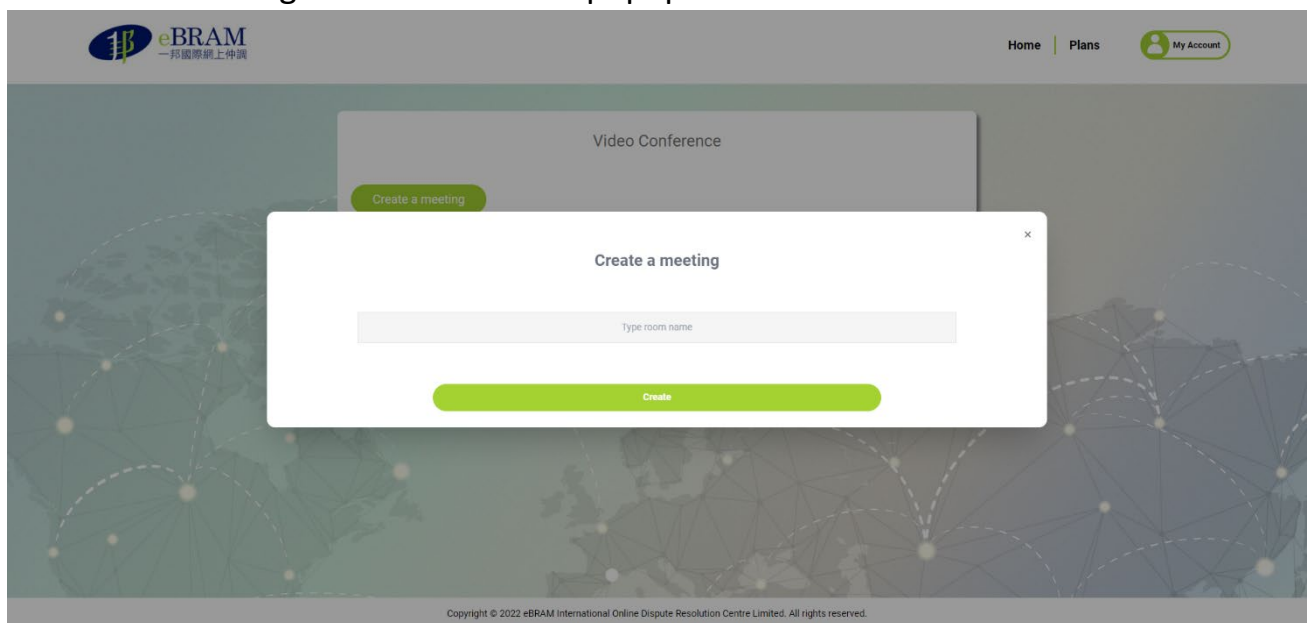 eBRAM
一邦國際網上仲調
Home
Plans
My Account
Video Conference
Create a meeting
×
Create a meeting
Type room name
Create
Copyright © 2022 eBRAM International Online Dispute Resolution Centre Limited. All rights reserved.